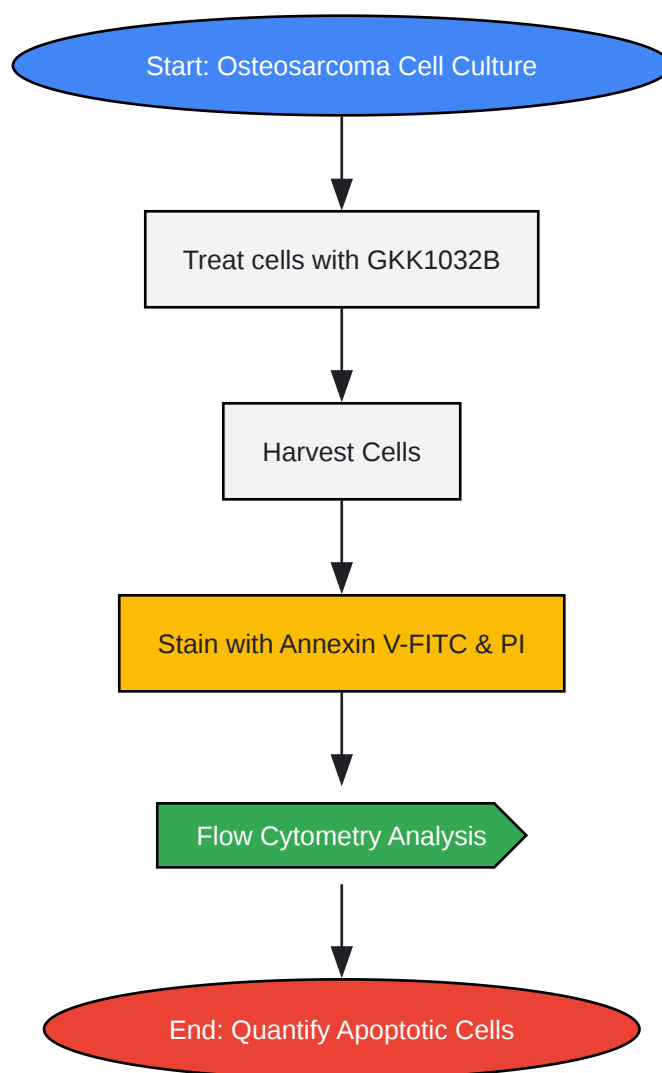 Start: Osteosarcoma Cell Culture
Treat cells with GKK1032B
Harvest Cells
Stain with Annexin V-FITC & PI
Flow Cytometry Analysis
End: Quantify Apoptotic Cells